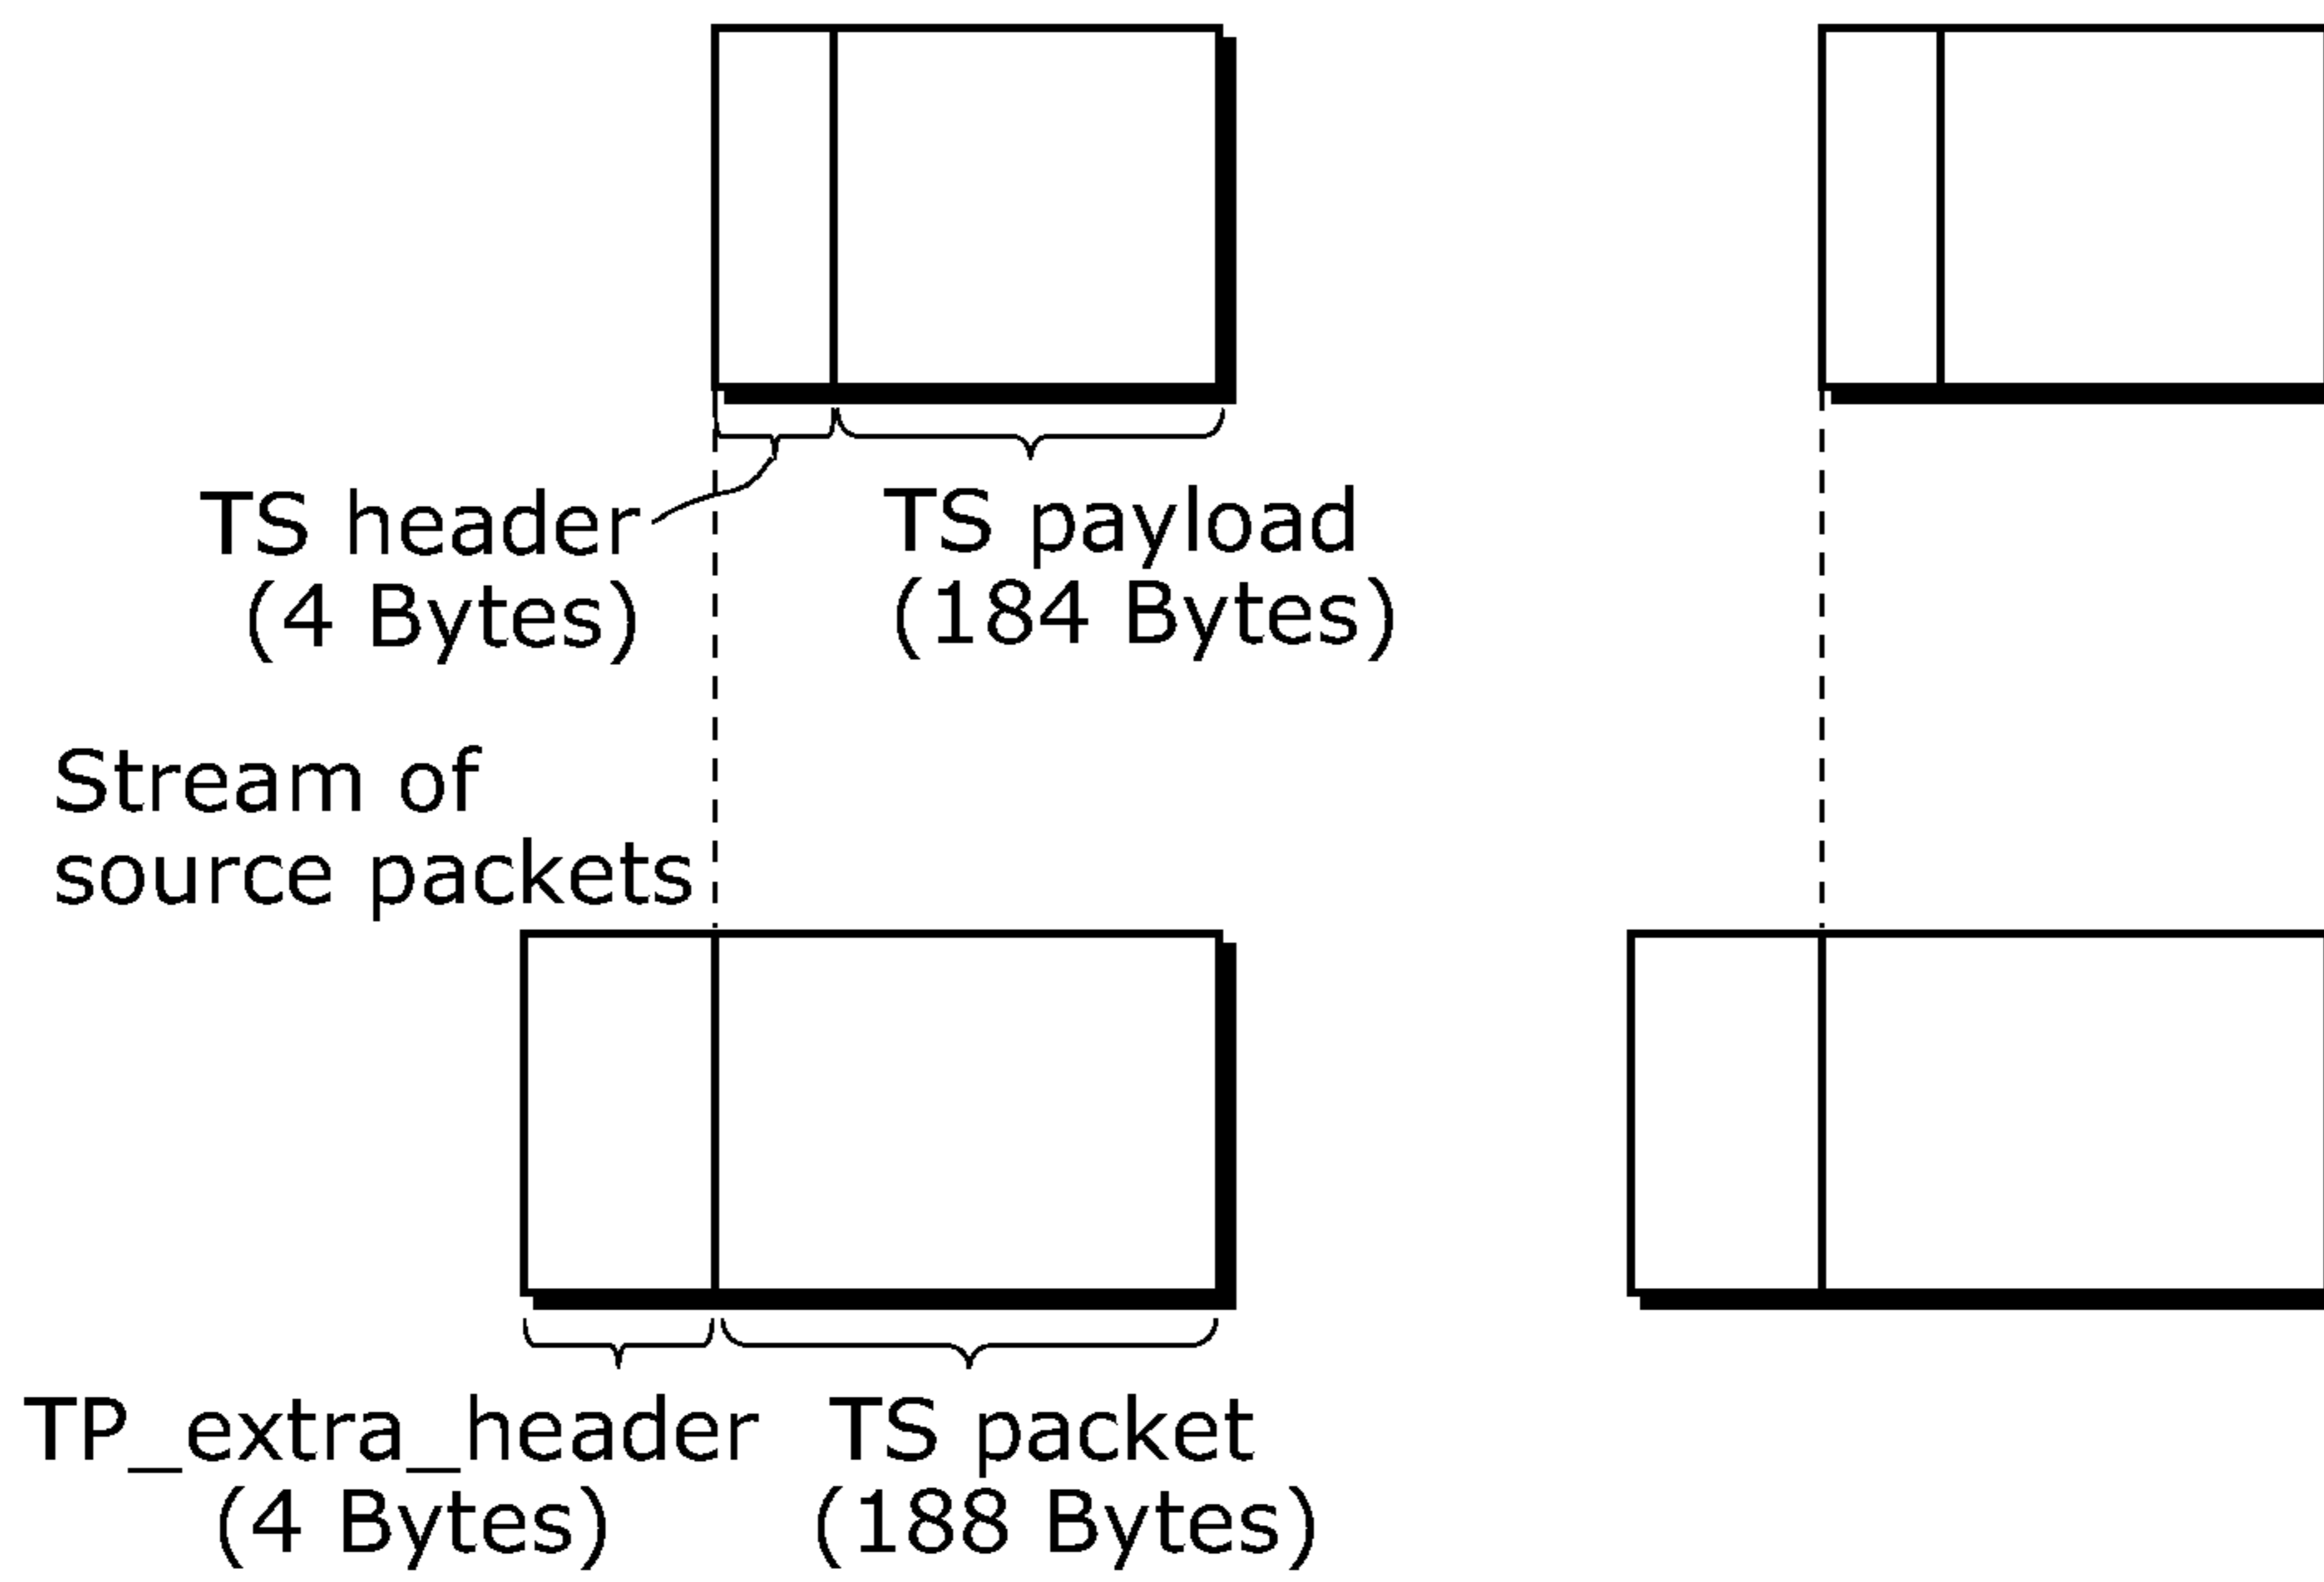 TS header
(4 Bytes)
TS payload
(184 Bytes)
Stream of
source packets
TP_extra_header
(4 Bytes)
TS packet
(188 Bytes)